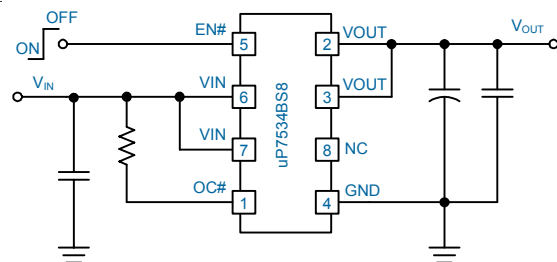 OFF
ON
EN#
5
2
VOUT
VOUT
VIN
VIN
6
3
VOUT
uP7534BS8
VIN
7
8
NC
OC#
1
4
GND